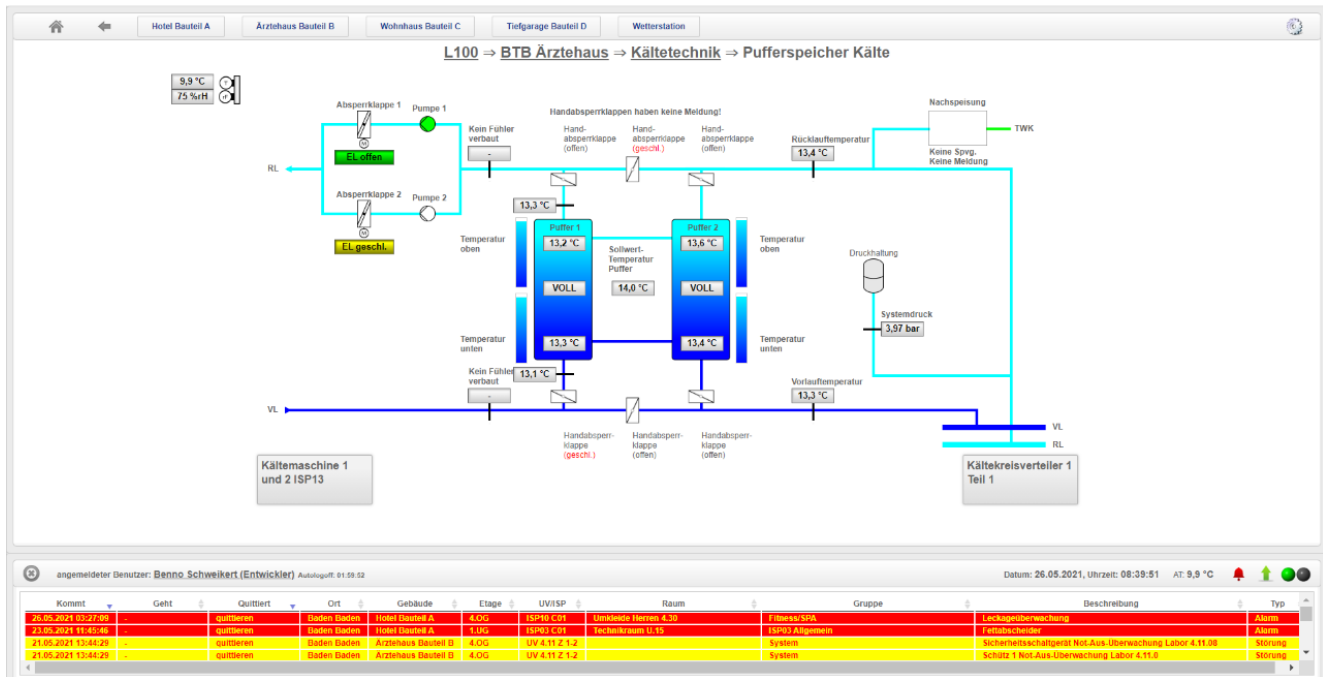 Hotel Bauteil A
Ärztehaus Bauteil B
Wohnhaus Bauteil C
Tiefgarage Bauteil D
Wetterstation
L100 ⇒ BTB Ärztehaus ⇒ Kältetechnik ⇒ Pufferspeicher Kälte
9,9 °C
75 %rH
Absperrklappe 1
Pumpe 1
EL offen
RL
Absperrklappe 2
Pumpe 2
EL geschl.
Handabsperrklappen haben keine Meldung!
Kein Fühler
verbaut
-
Hand-
absperrklappe
(offen)
Hand-
absperrklappe
(geschl.)
Hand-
absperrklappe
(offen)
Rücklauftemperatur
13,4 °C
Nachspeisung
TWK
Keine Spvg.
Keine Meldung
13,3 °C
Puffer 1
13,2 °C
VOLL
13,3 °C
Puffer 2
13,6 °C
VOLL
13,4 °C
Temperatur
oben
Sollwert-
Temperatur
Puffer
14,0 °C
Temperatur
oben
Druckhaltung
Systemdruck
3,97 bar
Temperatur
unten
Temperatur
unten
Kein Fühler
verbaut
-
13,1 °C
Vorlauftemperatur
13,3 °C
VL
VL
RL
Handabsperr-
klappe
(geschl.)
Handabsperr-
klappe
(offen)
Handabsperr-
klappe
(offen)
Kältemaschine 1
und 2 ISP13
Kältekreisverteiler 1
Teil 1
angemeldeter Benutzer: Benno Schweikert (Entwickler) Autologoff: 01:59:52
Datum: 26.05.2021, Uhrzeit: 08:39:51 AT: 9,9 °C
Kommt Geht Quittiert Ort Gebäude Etage UV/ISP Raum Gruppe Beschreibung Typ
26.05.2021 03:27:09 - quittieren Baden Baden Hotel Bauteil A 4.OG ISP10 C01 Umkleide Herren 4.30 Fitness/SPA Leckageüberwachung Alarm
23.05.2021 11:45:46 - quittieren Baden Baden Hotel Bauteil A 1.UG ISP03 C01 Technikraum U.15 ISP03 Allgemein Fettabscheider Alarm
21.05.2021 13:44:29 - quittieren Baden Baden Ärztehaus Bauteil B 4.OG UV 4.11 Z 1-2 System Sicherheitsschaltgerät Not-Aus-Überwachung Labor 4.11.08 Störung
21.05.2021 13:44:29 - quittieren Baden Baden Ärztehaus Bauteil B 4.OG UV 4.11 Z 1-2 System Schütz 1 Not-Aus-Überwachung Labor 4.11.0 Störung